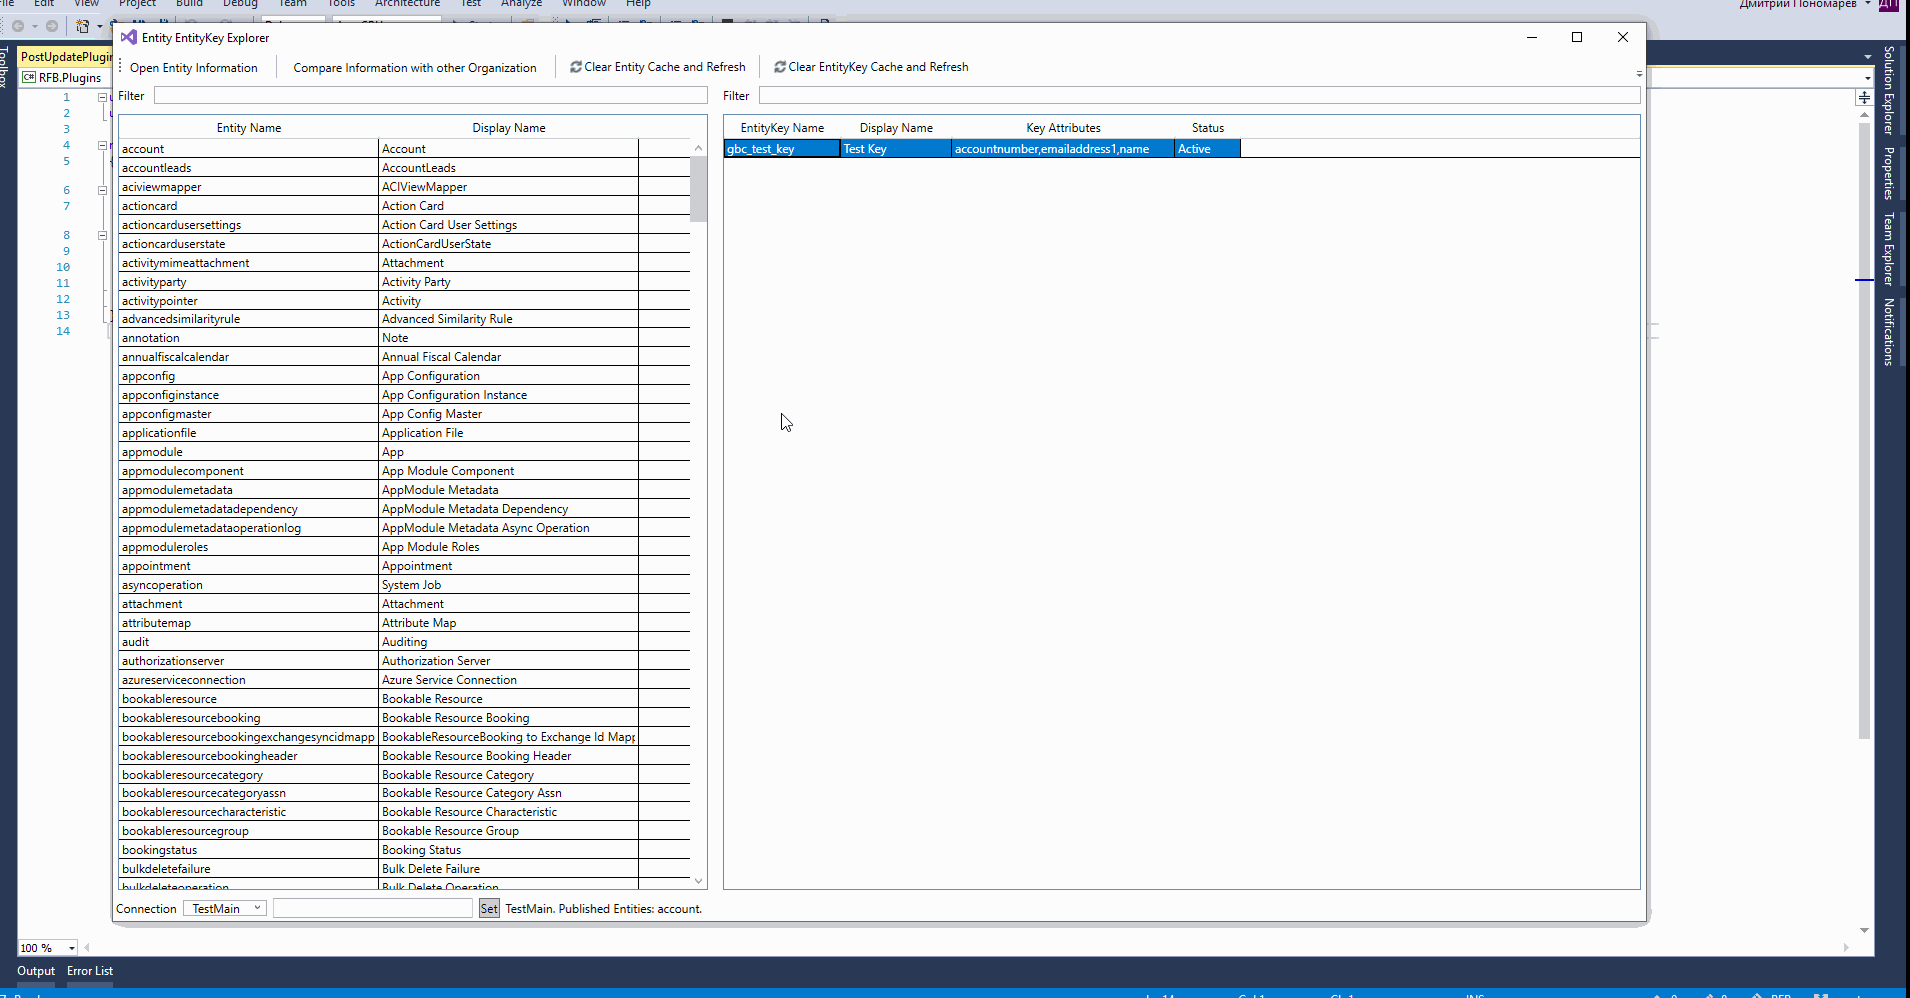 File Edit View Project Build Debug Team Tools Architecture Test Analyze Window Help Дмитрий Пономарев ДП
Toolbox
PostUpdatePlugin
C# RFB.Plugins
1
2
3
4
5
6
7
8
9
10
11
12
13
14
Entity EntityKey Explorer
Open Entity Information Compare Information with other Organization Clear Entity Cache and Refresh Clear EntityKey Cache and Refresh
Filter Filter
Entity Name Display Name EntityKey Name Display Name Key Attributes Status
account Account gbc_test_key Test Key accountnumber,emailaddress1,name Active
accountleads AccountLeads
aciviewmapper ACIViewMapper
actioncard Action Card
actioncardusersettings Action Card User Settings
actioncarduserstate ActionCardUserState
activitymimeattachment Attachment
activityparty Activity Party
activitypointer Activity
advancedsimilarityrule Advanced Similarity Rule
annotation Note
annualfiscalcalendar Annual Fiscal Calendar
appconfig App Configuration
appconfiginstance App Configuration Instance
appconfigmaster App Config Master
applicationfile Application File
appmodule App
appmodulecomponent App Module Component
appmodulemetadata AppModule Metadata
appmodulemetadatadependency AppModule Metadata Dependency
appmodulemetadataoperationlog AppModule Metadata Async Operation
appmoduleroles App Module Roles
appointment Appointment
asyncoperation System Job
attachment Attachment
attributemap Attribute Map
audit Auditing
authorizationserver Authorization Server
azureserviceconnection Azure Service Connection
bookableresource Bookable Resource
bookableresourcebooking Bookable Resource Booking
bookableresourcebookingexchangesyncidmapp BookableResourceBooking to Exchange Id Mapp
bookableresourcebookingheader Bookable Resource Booking Header
bookableresourcecategory Bookable Resource Category
bookableresourcecategoryassn Bookable Resource Category Assn
bookableresourcecharacteristic Bookable Resource Characteristic
bookableresourcegroup Bookable Resource Group
bookingstatus Booking Status
bulkdeletefailure Bulk Delete Failure
bulkdeleteoperation Bulk Delete Operation
Connection TestMain Set TestMain. Published Entities: account.
Solution Explorer
Properties
Team Explorer
Notifications
100 %
Output Error List